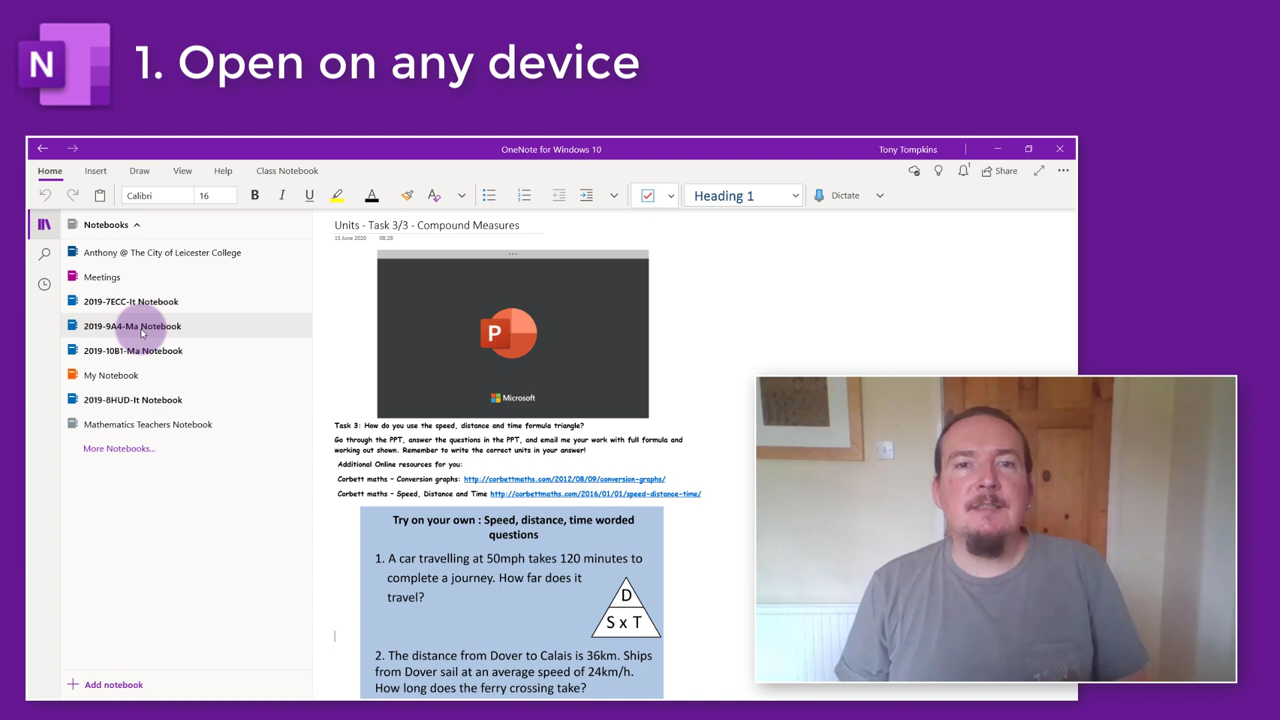 N 1. Open on any device
OneNote for Windows 10
Tony Tompkins
Home Insert Draw View Help Class Notebook
Share
Calibri 16 B I U A A Heading 1 Dictate
Notebooks
Anthony @ The City of Leicester College
Meetings
2019-7ECC-It Notebook
2019-9A4-Ma Notebook
2019-10B1-Ma Notebook
My Notebook
2019-8HUD-It Notebook
Mathematics Teachers Notebook
More Notebooks...
Add notebook
Units - Task 3/3 - Compound Measures
15 June 2020 08:28
P
Microsoft
Task 3: How do you use the speed, distance and time formula triangle?
Go through the PPT, answer the questions in the PPT, and email me your work with full formula and
working out shown. Remember to write the correct units in your answer!
Additional Online resources for you:
Corbett maths – Conversion graphs: http://corbettmaths.com/2012/08/09/conversion-graphs/
Corbett maths – Speed, Distance and Time http://corbettmaths.com/2016/01/01/speed-distance-time/
Try on your own : Speed, distance, time worded
questions
1. A car travelling at 50mph takes 120 minutes to
complete a journey. How far does it
travel?
D
S x T
2. The distance from Dover to Calais is 36km. Ships
from Dover sail at an average speed of 24km/h.
How long does the ferry crossing take?